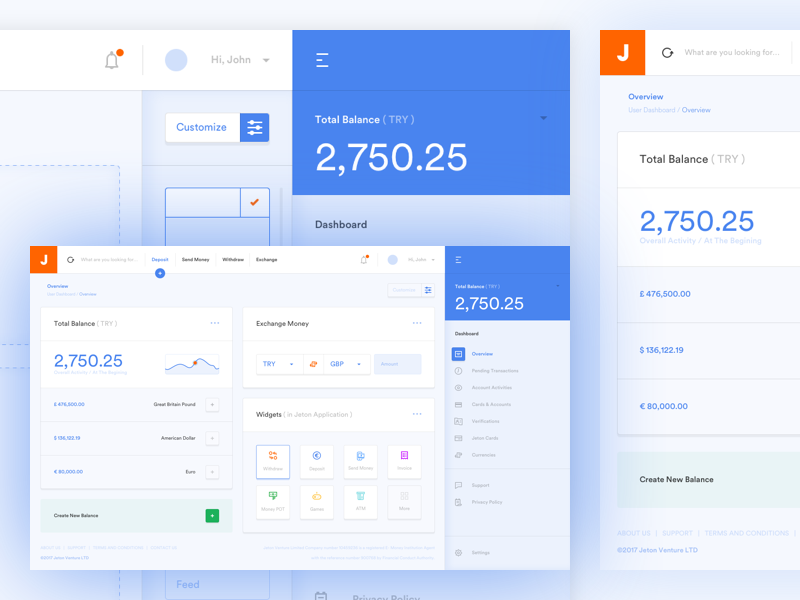 Hi, John
Customize
Total Balance ( TRY )
2,750.25
Dashboard
J
What are you looking for...
Overview
User Dashboard / Overview
Total Balance ( TRY )
2,750.25
Overall Activity / At The Begining
£ 476,500.00
$ 136,122.19
€ 80,000.00
Create New Balance
ABOUT US | SUPPORT | TERMS AND CONDITIONS |
©2017 Jeton Venture LTD
J
What are you looking for...
Deposit
Send Money
Withdraw
Exchange
Hi, John
Overview
User Dashboard / Overview
Customize
Total Balance ( TRY )
2,750.25
Overall Activity / At The Begining
£ 476,500.00 Great Britain Pound
$ 136,122.19 American Dollar
€ 80,000.00 Euro
Create New Balance
Exchange Money
TRY GBP Amount
Widgets ( in Jeton Application )
Withdraw Deposit Send Money Invoice
Money POT Games ATM More
ABOUT US | SUPPORT | TERMS AND CONDITIONS | CONTACT US
©2017 Jeton Venture LTD
Total Balance ( TRY )
2,750.25
Dashboard
Overview
Pending Transactions
Account Activities
Cards & Accounts
Verifications
Jeton Cards
Currencies
Support
Privacy Policy
Settings
Feed
Privacy Policy